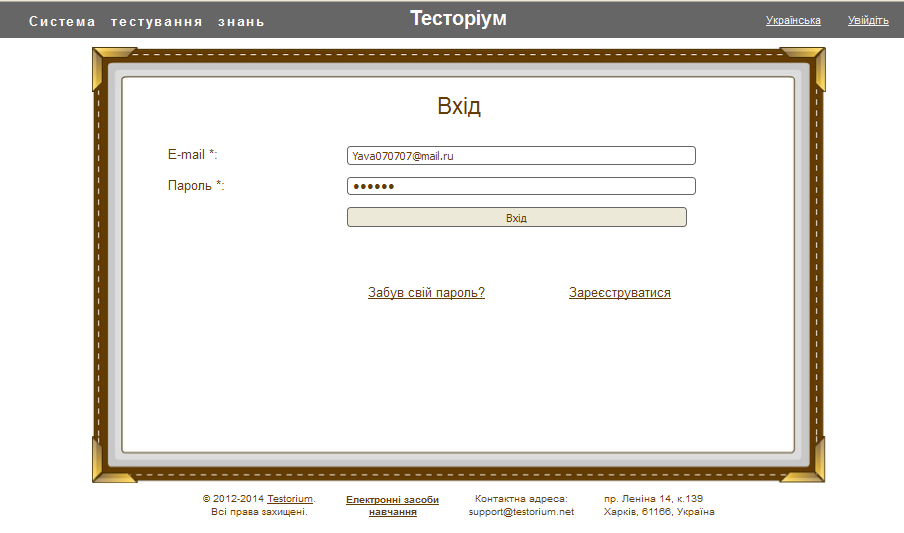 Система тестування знань
Тесторіум
Українська
Увійдіть
Вхід
E-mail *:
Yava070707@mail.ru
Пароль *:
••••••
Вхід
Забув свій пароль?
Зареєструватися
© 2012-2014 Testorium.
Всі права захищені.
Електронні засоби
навчання
Контактна адреса:
support@testorium.net
пр. Леніна 14, к.139
Харків, 61166, Україна